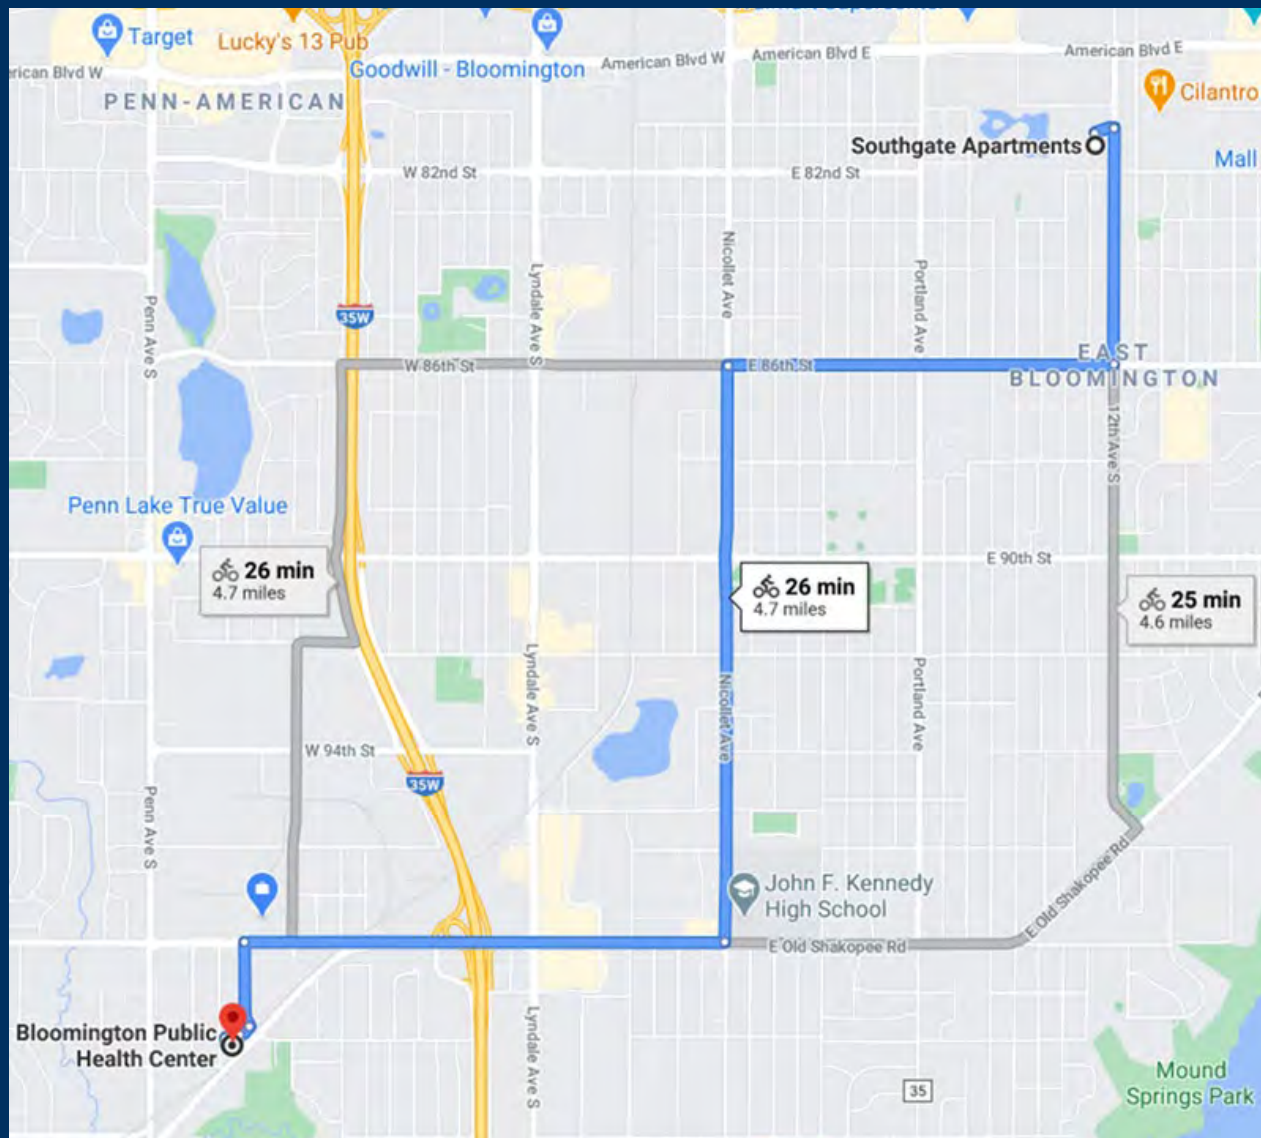 Target
Lucky's 13 Pub
Goodwill - Bloomington
American Blvd W
American Blvd E
American Blvd E
American Blvd W
PENN-AMERICAN
Cilantro
Southgate Apartments
Mall
W 82nd St
E 82nd St
Nicollet Ave
Lyndale Ave S
Portland Ave
Penn Ave S
35W
W 86th St
E 86th St
EAST
BLOOMINGTON
12th Ave S
Penn Lake True Value
E 90th St
26 min
4.7 miles
26 min
4.7 miles
25 min
4.6 miles
Lyndale Ave S
Nicollet Ave
Portland Ave
W 94th St
35W
Penn Ave S
John F. Kennedy
High School
E Old Shakopee Rd
E Old Shakopee Rd
Bloomington Public
Health Center
Lyndale Ave S
35
Mound
Springs Park